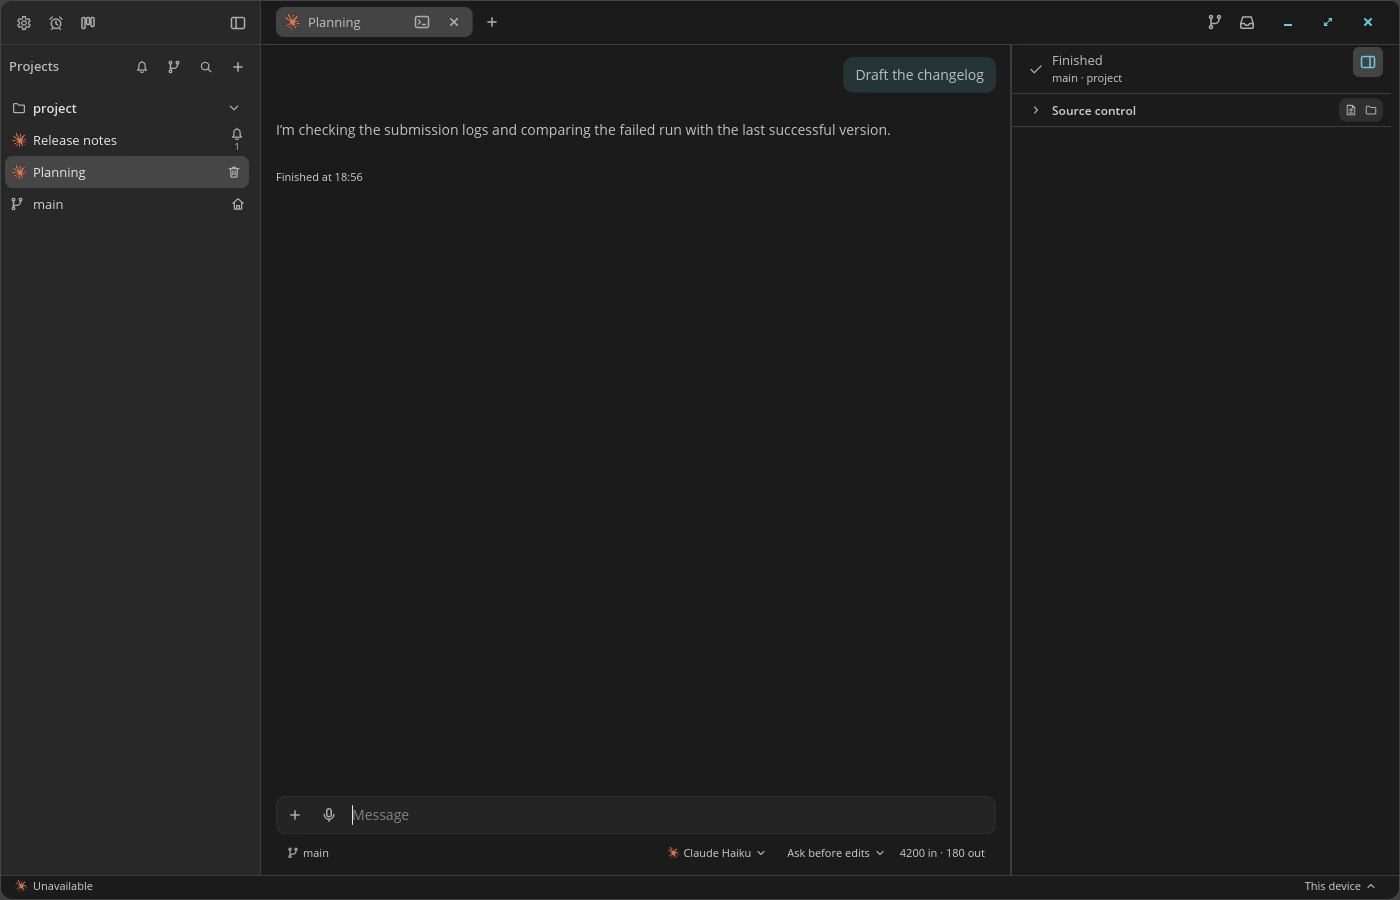 Planning
Projects
project
Release notes
1
Planning
main
Draft the changelog
I'm checking the submission logs and comparing the failed run with the last successful version.
Finished at 18:56
Finished
main · project
Source control
Message
main
Claude Haiku
Ask before edits
4200 in · 180 out
Unavailable
This device